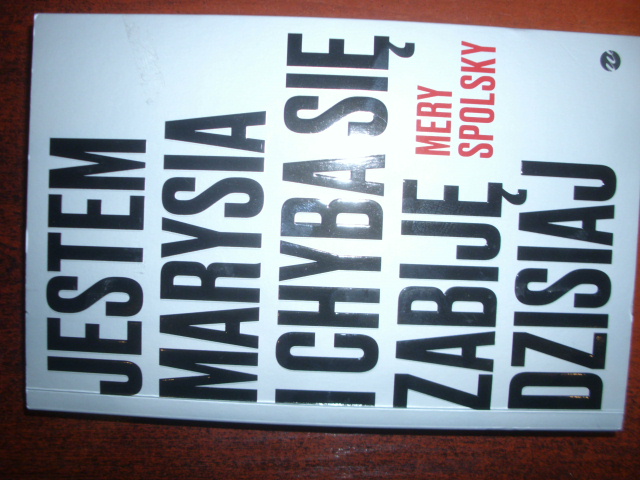 JESTEM
MARYSIA
I CHYBA SIĘ
ZABIJĘ
DZISIAJ
MERY
SPOLSKY